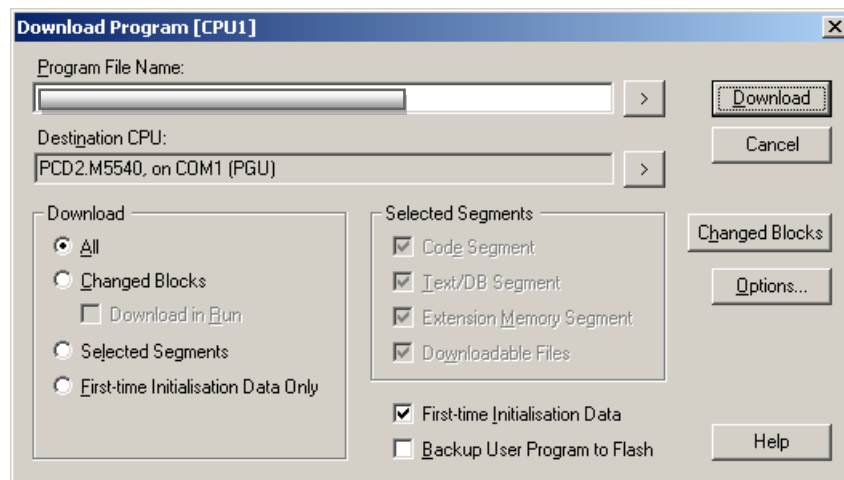 Download Program [CPU1]
Program File Name:
>
Download
Destination CPU:
Cancel
PCD2.M5540, on COM1 (PGU)
>
Download
All
Changed Blocks
Download in Run
Selected Segments
First-time Initialisation Data Only
Selected Segments
Code Segment
Text/DB Segment
Extension Memory Segment
Downloadable Files
Changed Blocks
Options...
First-time Initialisation Data
Backup User Program to Flash
Help